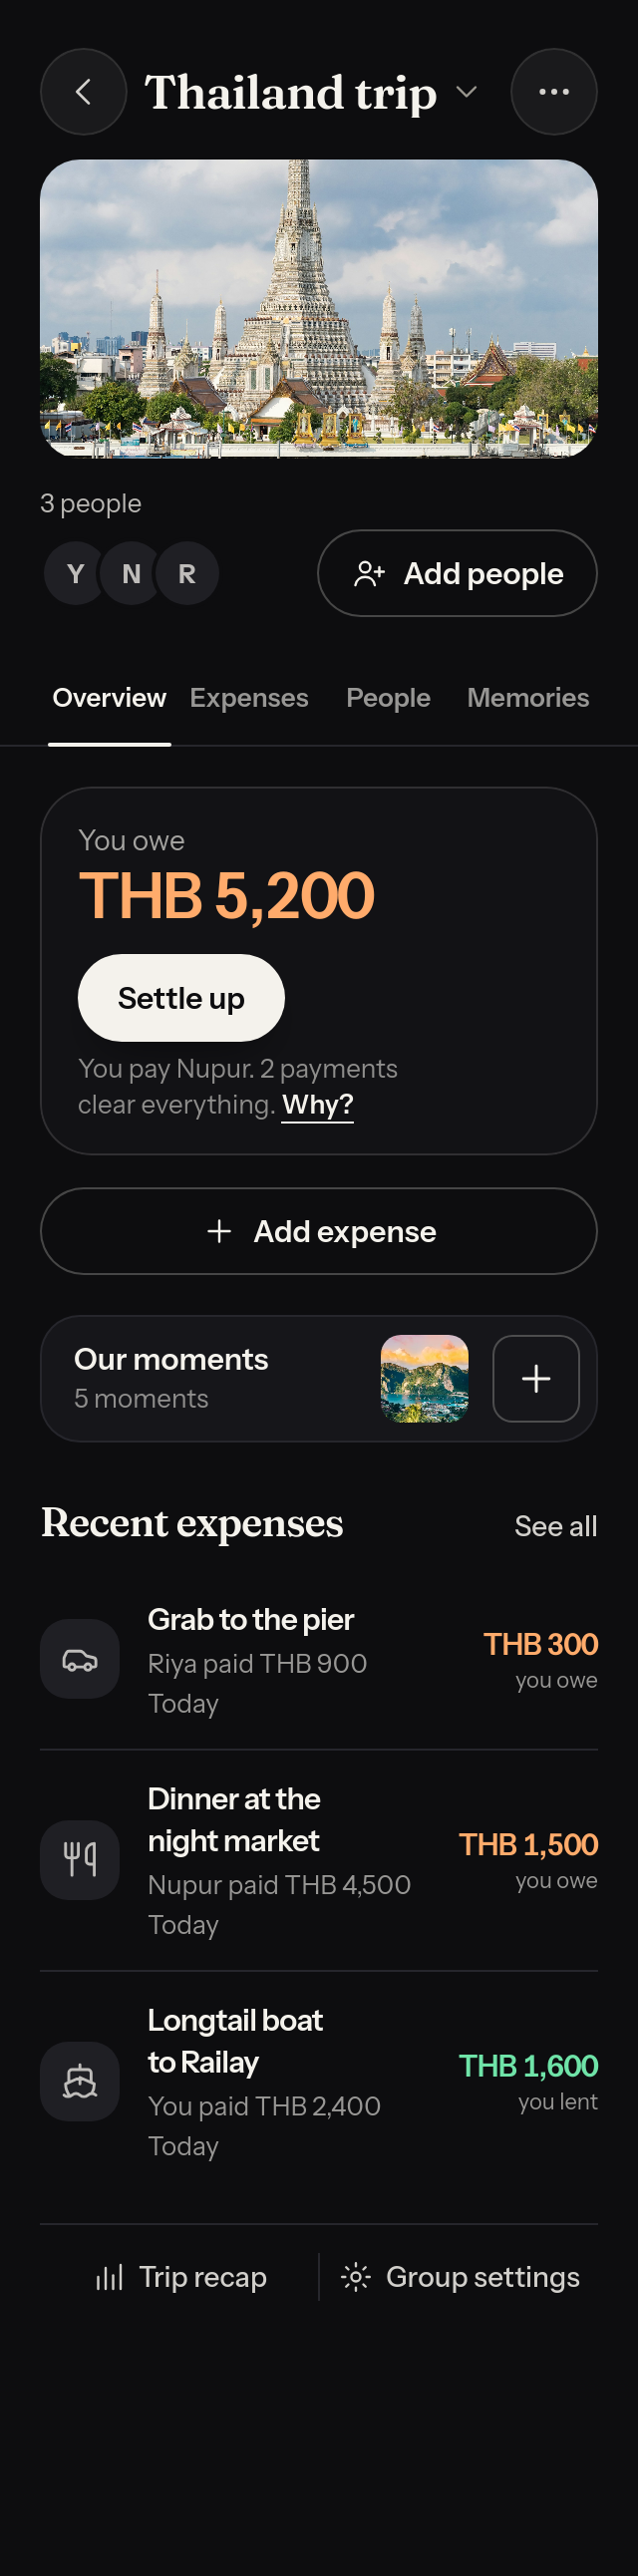 Thailand trip
3 people
Y N R
Add people
Overview Expenses People Memories
You owe
THB 5,200
Settle up
You pay Nupur. 2 payments
clear everything. Why?
Add expense
Our moments
5 moments
Recent expenses See all
Grab to the pier
Riya paid THB 900
Today
THB 300
you owe
Dinner at the
night market
Nupur paid THB 4,500
Today
THB 1,500
you owe
Longtail boat
to Railay
You paid THB 2,400
Today
THB 1,600
you lent
Trip recap Group settings